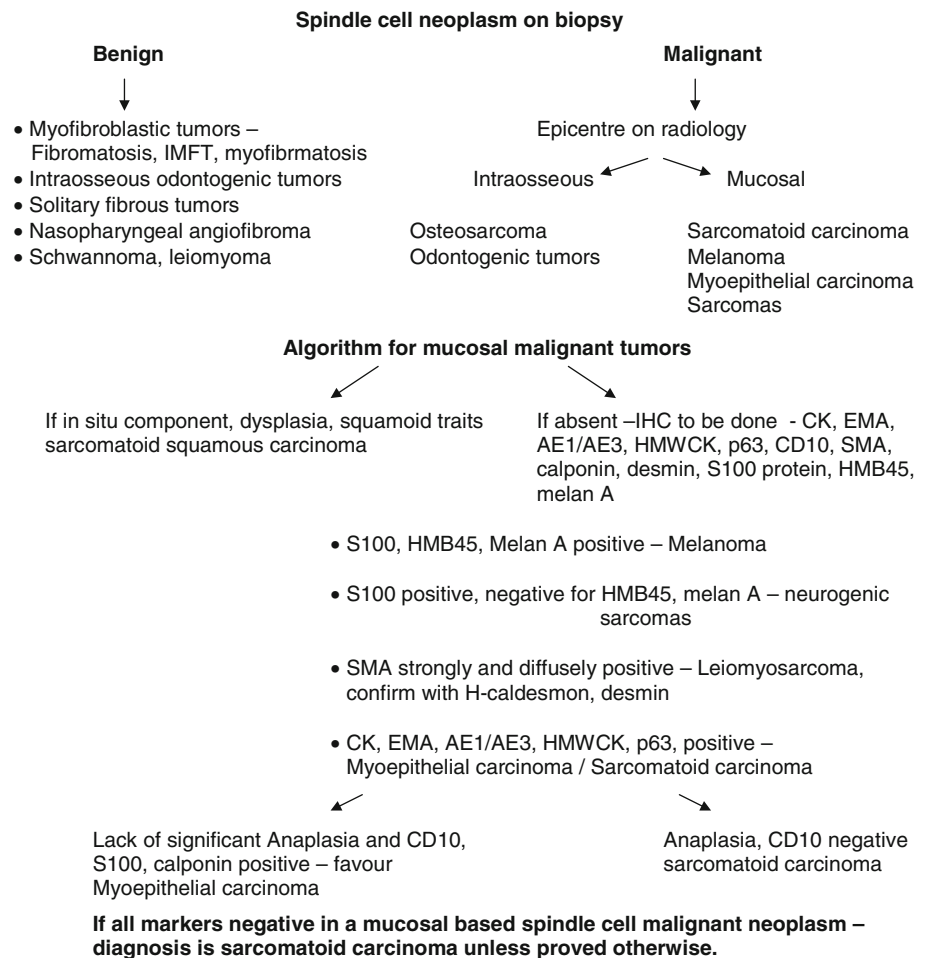 Spindle cell neoplasm on biopsy
Benign
Malignant
• Myofibroblastic tumors –
Fibromatosis, IMFT, myofibrmatosis
• Intraosseous odontogenic tumors
• Solitary fibrous tumors
• Nasopharyngeal angiofibroma
• Schwannoma, leiomyoma
Epicentre on radiology
Intraosseous
Mucosal
Osteosarcoma
Odontogenic tumors
Sarcomatoid carcinoma
Melanoma
Myoepithelial carcinoma
Sarcomas
Algorithm for mucosal malignant tumors
If in situ component, dysplasia, squamoid traits
sarcomatoid squamous carcinoma
If absent –IHC to be done - CK, EMA,
AE1/AE3, HMWCK, p63, CD10, SMA,
calponin, desmin, S100 protein, HMB45,
melan A
• S100, HMB45, Melan A positive – Melanoma
• S100 positive, negative for HMB45, melan A – neurogenic
sarcomas
• SMA strongly and diffusely positive – Leiomyosarcoma,
confirm with H-caldesmon, desmin
• CK, EMA, AE1/AE3, HMWCK, p63, positive –
Myoepithelial carcinoma / Sarcomatoid carcinoma
Lack of significant Anaplasia and CD10,
S100, calponin positive – favour
Myoepithelial carcinoma
Anaplasia, CD10 negative
sarcomatoid carcinoma
If all markers negative in a mucosal based spindle cell malignant neoplasm –
diagnosis is sarcomatoid carcinoma unless proved otherwise.